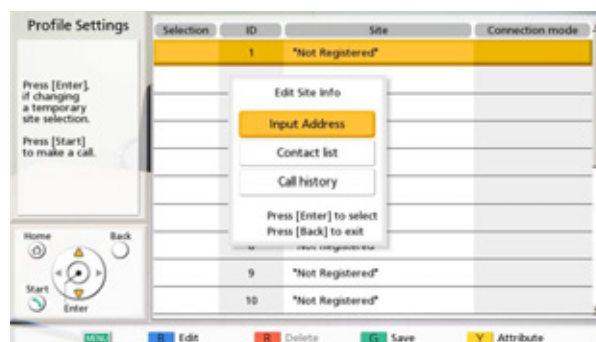 Profile Settings
Press [Enter],
if changing
a temporary
site selection.
Press [Start]
to make a call.
Home
Back
Start
Enter
Selection
ID
Site
Connection mode
1
"Not Registered"
Edit Site Info
Input Address
Contact list
Call history
Press [Enter] to select
Press [Back] to exit
9
"Not Registered"
10
"Not Registered"
MENU
B Edit
R Delete
G Save
Y Attribute